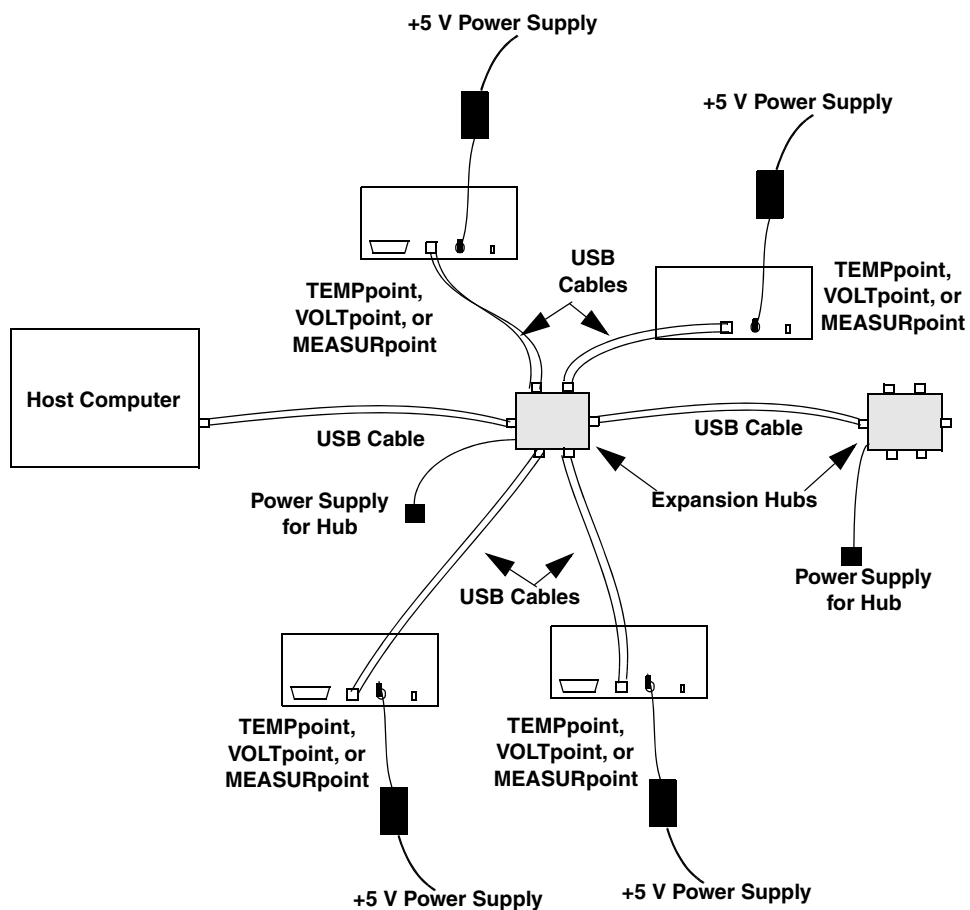 +5 V Power Supply
+5 V Power Supply
USB
Cables
TEMPpoint,
VOLTpoint, or
MEASURpoint
TEMPpoint,
VOLTpoint, or
MEASURpoint
Host Computer
USB Cable
USB Cable
Power Supply
for Hub
Expansion Hubs
Power Supply
for Hub
USB Cables
TEMPpoint,
VOLTpoint, or
MEASURpoint
TEMPpoint,
VOLTpoint, or
MEASURpoint
+5 V Power Supply
+5 V Power Supply